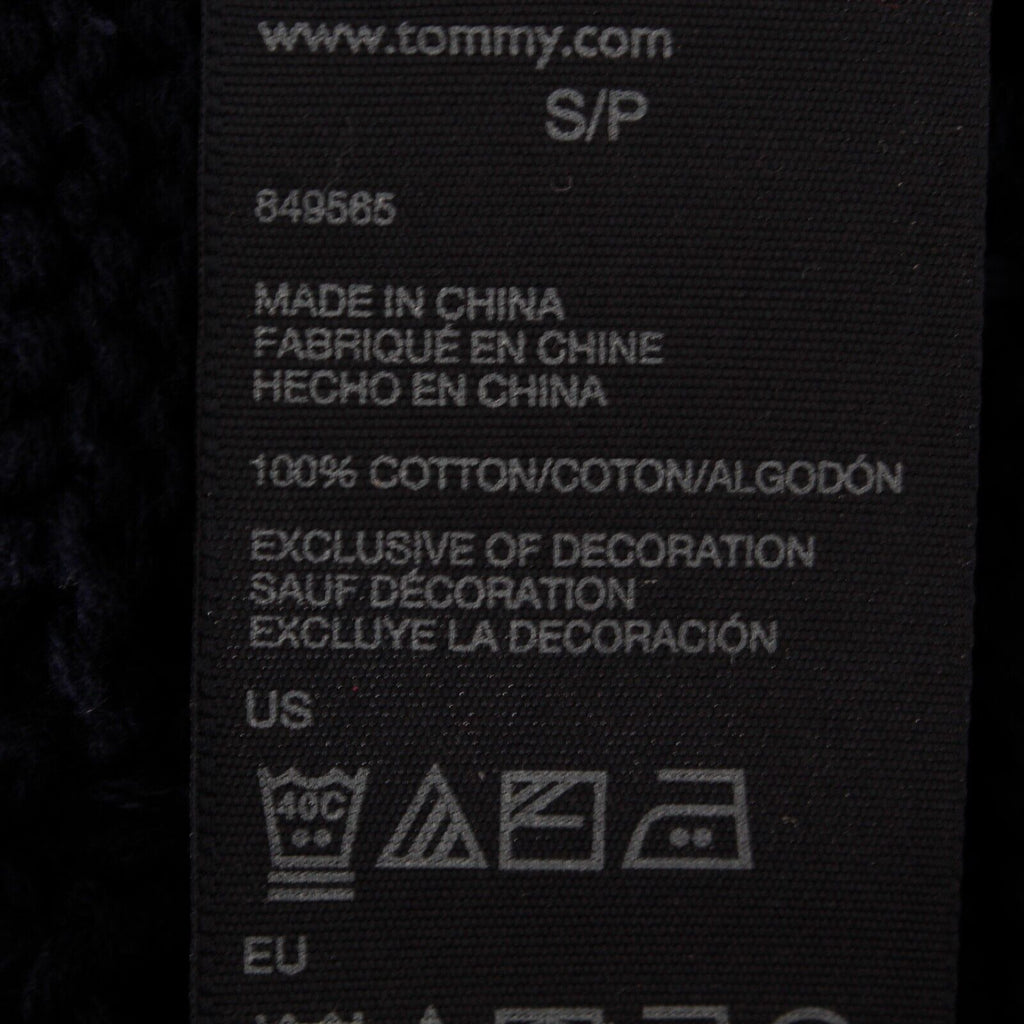 www.tommy.com
S/P
849565
MADE IN CHINA
FABRIQUÉ EN CHINE
HECHO EN CHINA
100% COTTON/COTON/ALGODÓN
EXCLUSIVE OF DECORATION
SAUF DÉCORATION
EXCLUYE LA DECORACIÓN
US
40C
EU